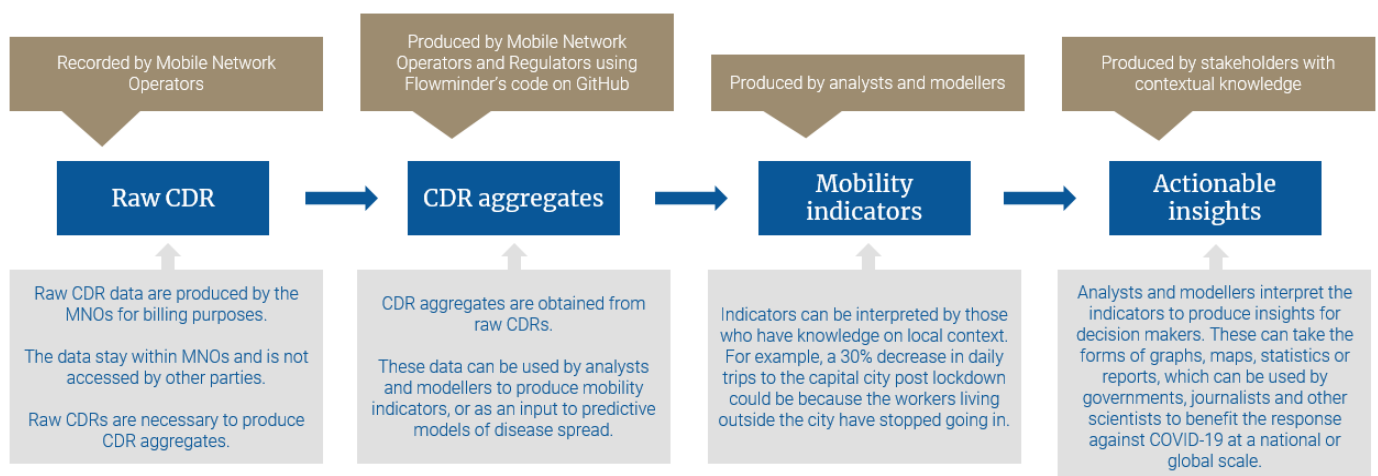 Recorded by Mobile Network
Operators
Produced by Mobile Network
Operators and Regulators using
Flowminder's code on GitHub
Produced by analysts and modellers
Produced by stakeholders with
contextual knowledge
Raw CDR
CDR aggregates
Mobility
indicators
Actionable
insights
Raw CDR data are produced by the
MNOs for billing purposes.
The data stay within MNOs and is not
accessed by other parties.
Raw CDRs are necessary to produce
CDR aggregates.
CDR aggregates are obtained from
raw CDRs.
These data can be used by analysts
and modellers to produce mobility
indicators, or as an input to predictive
models of disease spread.
Indicators can be interpreted by those
who have knowledge on local context.
For example, a 30% decrease in daily
trips to the capital city post lockdown
could be because the workers living
outside the city have stopped going in.
Analysts and modellers interpret the
indicators to produce insights for
decision makers. These can take the
forms of graphs, maps, statistics or
reports, which can be used by
governments, journalists and other
scientists to benefit the response
against COVID-19 at a national or
global scale.